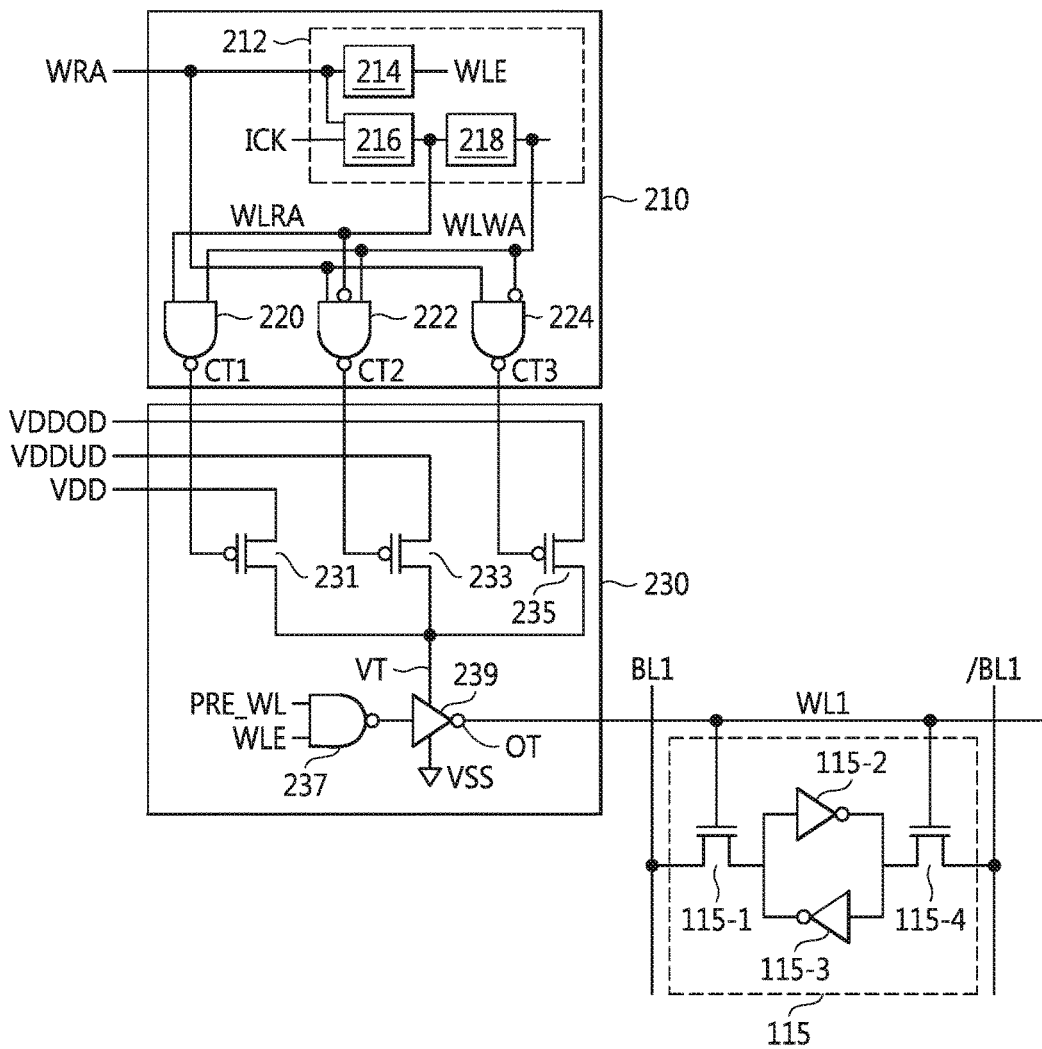 212
WRA
214
WLE
ICK
216
218
210
WLRA
WLWA
220
222
224
CT1
CT2
CT3
VDDOD
VDDUD
VDD
231
233
235
230
VT
239
BL1
/BL1
PRE_WL
WL1
WLE
OT
237
VSS
115-2
115-1
115-4
115-3
115